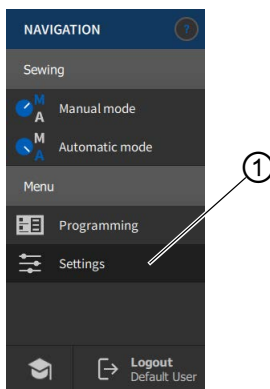 NAVIGATION ?
Sewing
M
A
Manual mode
M
A
Automatic mode
Menu
Programming
Settings
1
Logout
Default User